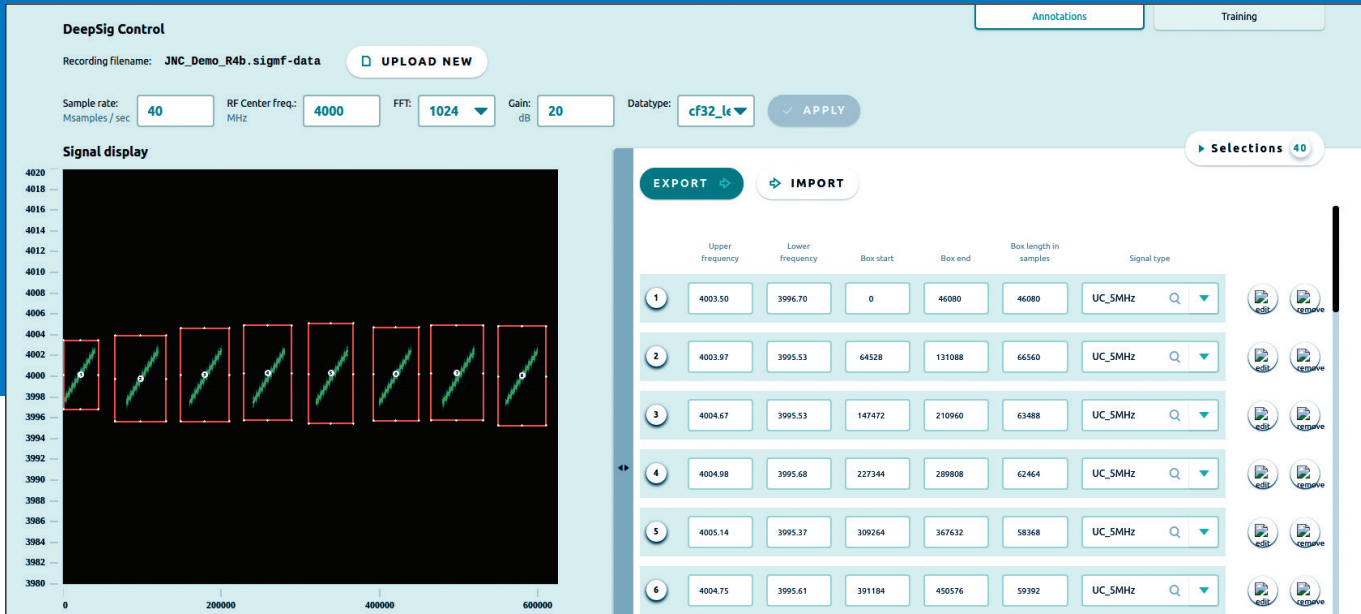 Annotations
Training
DeepSig Control
Recording filename: JNC_Demo_R4b.sigmf-data
UPLOAD NEW
Sample rate:
Msamples / sec
40
RF Center freq.:
MHz
4000
FFT:
1024
Gain:
dB
20
Datatype:
cf32_le
APPLY
Signal display
Selections 40
EXPORT
IMPORT
4020
4018
4016
4014
4012
4010
4008
4006
4004
4002
4000
3998
3996
3994
3992
3990
3988
3986
3984
3982
3980
0 200000 400000 600000
Upper frequency
Lower frequency
Box start
Box end
Box length in samples
Signal type
1 4003.50 3996.70 0 46080 46080 UC_5MHz edit remove
2 4003.97 3995.53 64528 131088 66560 UC_5MHz edit remove
3 4004.67 3995.53 147472 210960 63488 UC_5MHz edit remove
4 4004.98 3995.68 227344 289808 62464 UC_5MHz edit remove
5 4005.14 3995.37 309264 367632 58368 UC_5MHz edit remove
6 4004.75 3995.61 391184 450576 59392 UC_5MHz edit remove